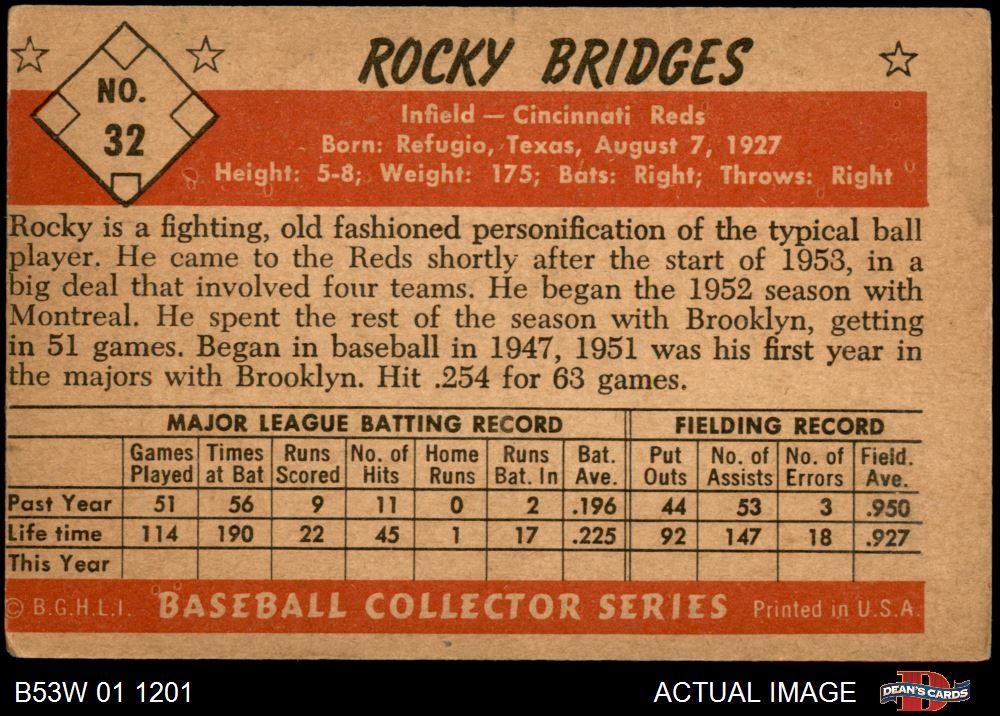 ROCKY BRIDGES
NO.
32
Infield — Cincinnati Reds
Born: Refugio, Texas, August 7, 1927
Height: 5-8; Weight: 175; Bats: Right; Throws: Right
Rocky is a fighting, old fashioned personification of the typical ball
player. He came to the Reds shortly after the start of 1953, in a
big deal that involved four teams. He began the 1952 season with
Montreal. He spent the rest of the season with Brooklyn, getting
in 51 games. Began in baseball in 1947, 1951 was his first year in
the majors with Brooklyn. Hit .254 for 63 games.
MAJOR LEAGUE BATTING RECORD FIELDING RECORD
Games Times Runs No. of Home Runs Bat. Put No. of No. of Field.
Played at Bat Scored Hits Runs Bat. In Ave. Outs Assists Errors Ave.
Past Year 51 56 9 11 0 2 .196 44 53 3 .950
Life time 114 190 22 45 1 17 .225 92 147 18 .927
This Year
© B.G.H.L.I. BASEBALL COLLECTOR SERIES Printed in U.S.A.
B53W 01 1201 ACTUAL IMAGE DEAN'S CARDS